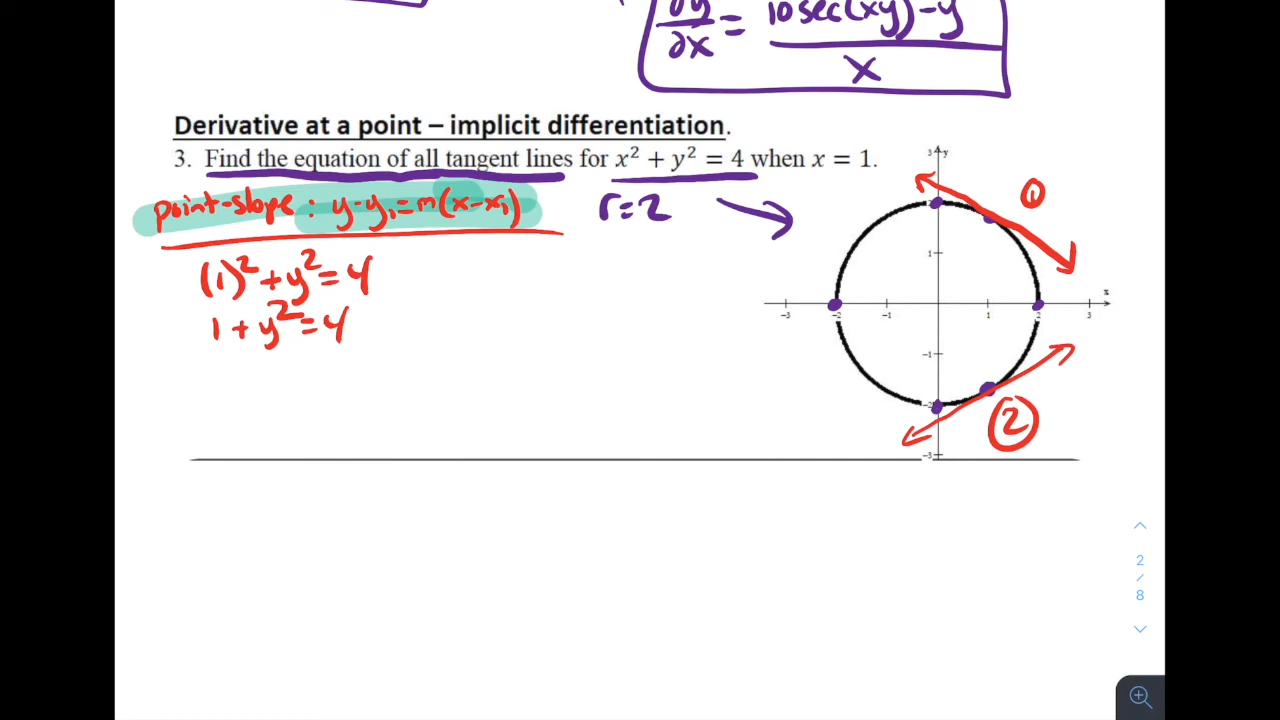 ∂y/∂x = 10sec(xy) - y / x
Derivative at a point – implicit differentiation.
3. Find the equation of all tangent lines for x² + y² = 4 when x = 1.
point-slope: y-y₁=m(x-x₁)
r=2
(1)²+y²=4
1+y²=4
3 y
1
-1
-2
-3
-3 -2 -1 1 2 3 x
①
②
2
/
8